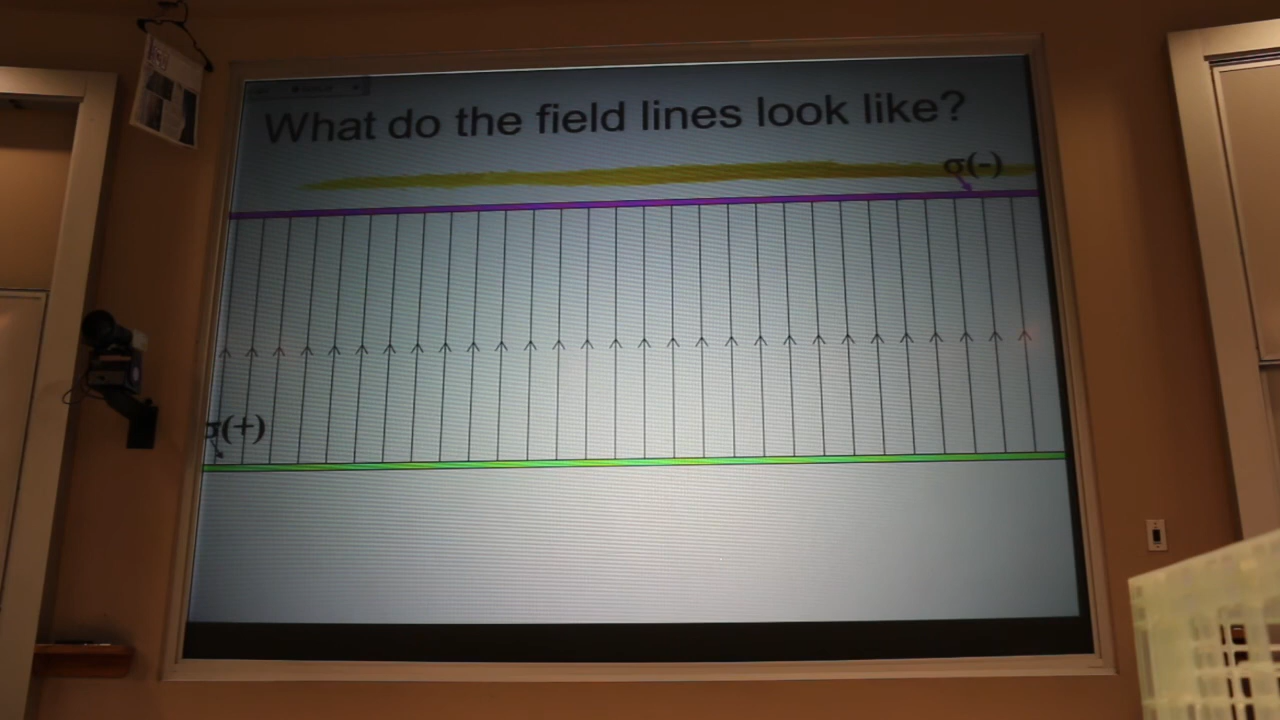 What do the field lines look like?
σ(-)
σ(+)